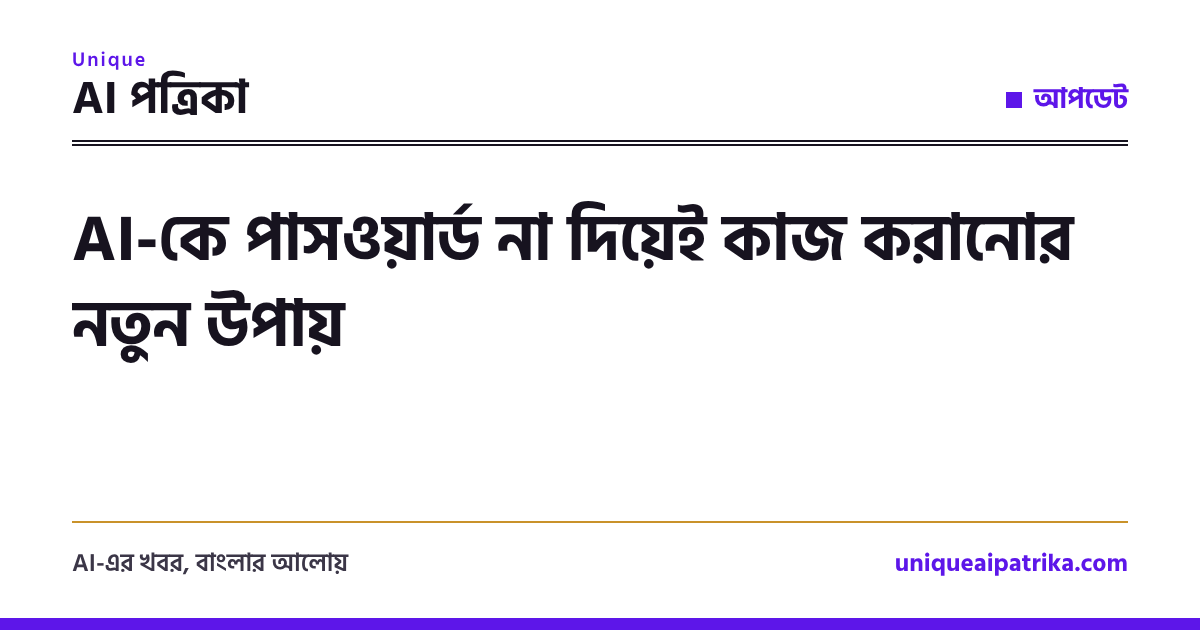 Unique
AI পত্রিকা
আপডেট
AI-কে পাসওয়ার্ড না দিয়েই কাজ করানোর
নতুন উপায়
AI-এর খবর, বাংলার আলোয়
uniqueaipatrika.com